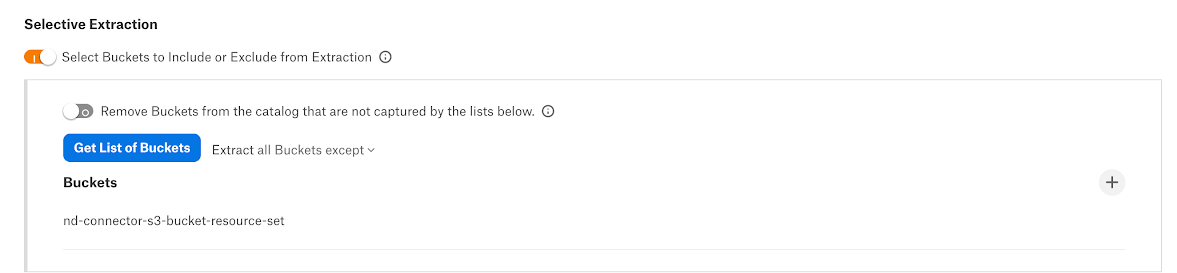 Selective Extraction
Select Buckets to Include or Exclude from Extraction
Remove Buckets from the catalog that are not captured by the lists below.
Get List of Buckets Extract all Buckets except
Buckets
nd-connector-s3-bucket-resource-set